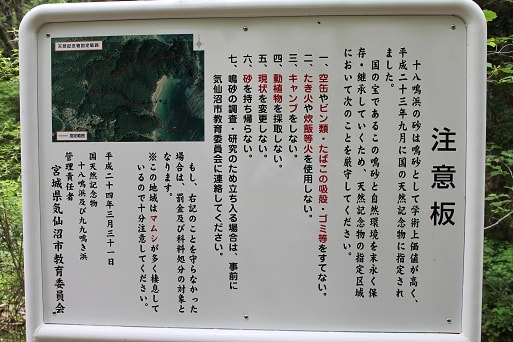 注意板
十八鳴浜の砂は鳴砂として学術上価値が高く、
平成二十三年九月に国の天然記念物に指定され
ました。
国の宝であるこの鳴砂と自然環境を末永く保
存・継承していくため、天然記念物の指定区域
において次のことを厳守してください。
一、空缶やビン類・たばこの吸殻・ゴミ等をすてない。
二、たき火や炊飯等火を使用しない。
三、キャンプをしない。
四、動植物を採取しない。
五、現状を変更しない。
六、砂を持ち帰らない。
七、鳴砂の調査・研究のため立ち入る場合は、事前に
気仙沼市教育委員会に連絡してください。
もし、右記のことを守らなかった
場合は、罰金及び科料処分の対象と
なります。
※この地域はマムシが多く棲息して
いるので十分注意してください。
平成二十四年三月三十一日
国天然記念物
十八鳴浜及び九九鳴き浜
管理責任者
宮城県気仙沼市教育委員会
天然記念物指定範囲
指定範囲